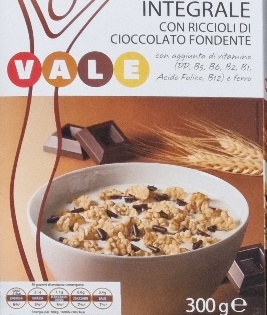 INTEGRALE
CON RICCIOLI DI
CIOCCOLATO FONDENTE
VALE
con aggiunta di vitamine
(PP, B5, B6, B2, B1,
Acido Folico, B12) e ferro
300 g e